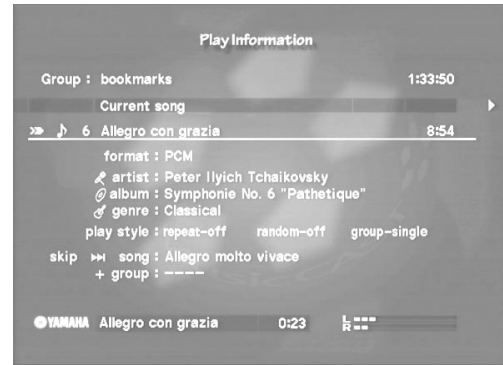 Play Information
Group : bookmarks 1:33:50
Current song
6 Allegro con grazia 8:54
format : PCM
artist : Peter Ilyich Tchaikovsky
album : Symphonie No. 6 "Pathetique"
genre : Classical
play style : repeat-off random-off group-single
skip song : Allegro molto vivace
+ group : ----
YAMAHA Allegro con grazia 0:23 L
R